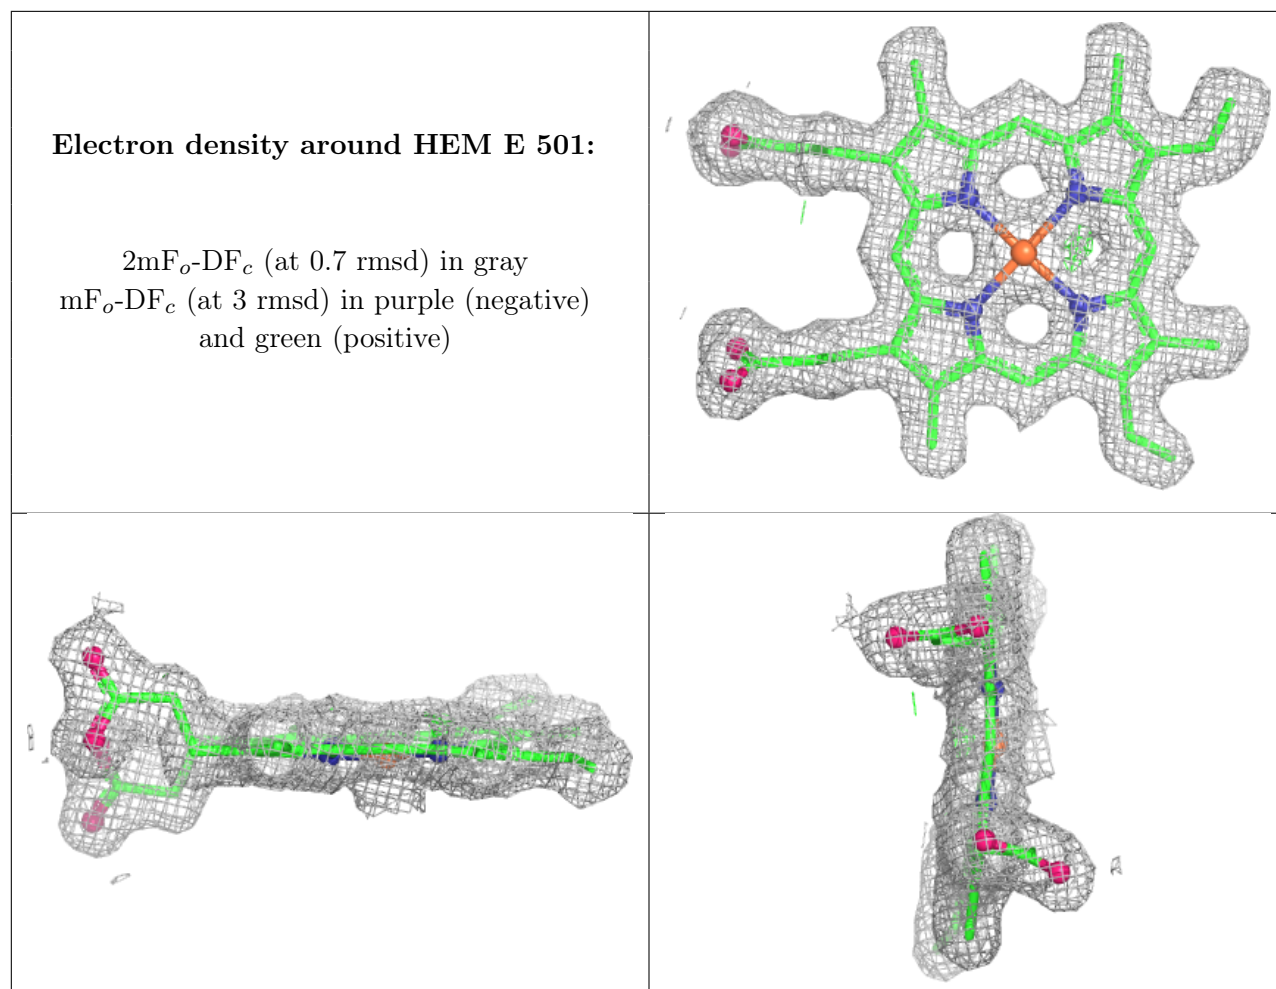 Electron density around HEM E 501:
2mFₒ-DF𝒸 (at 0.7 rmsd) in gray
mFₒ-DF𝒸 (at 3 rmsd) in purple (negative)
and green (positive)